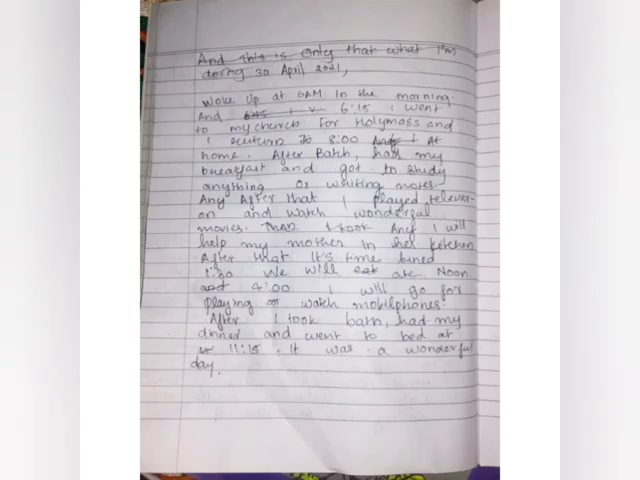 And this is Only that what I'm
doing 30 April 2021,
Woke Up at 6AM in the morning.
And 6:15 I went
to my church for Holymass and
I return 8:00 At
home. After Bath, had my
breakfast and got to study
anything or writing notes.
Any After that I played televisi-
on and watch wonderful
movies. Than I took And I will
help my mother in her ketchen
After that It's time tuned
1:30 We will eat ate Noon
and 4:00 I will go for
playing or watch mobilphones.
After I took bath, had my
dinner and went to bed at
11:15. It was a wonderful
day.